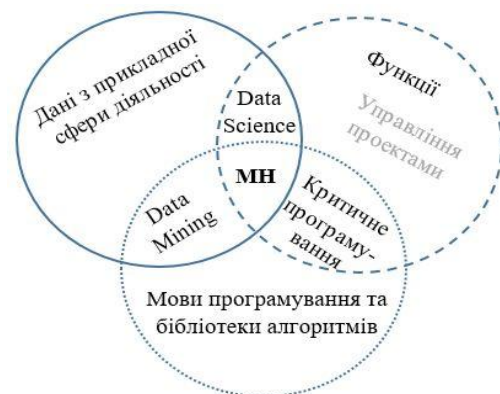 Дані з прикладної
сфери діяльності
Функції
Управління
проектами
Data
Science
МН
Data
Mining
Критичне
програму-
вання
Мови програмування та
бібліотеки алгоритмів